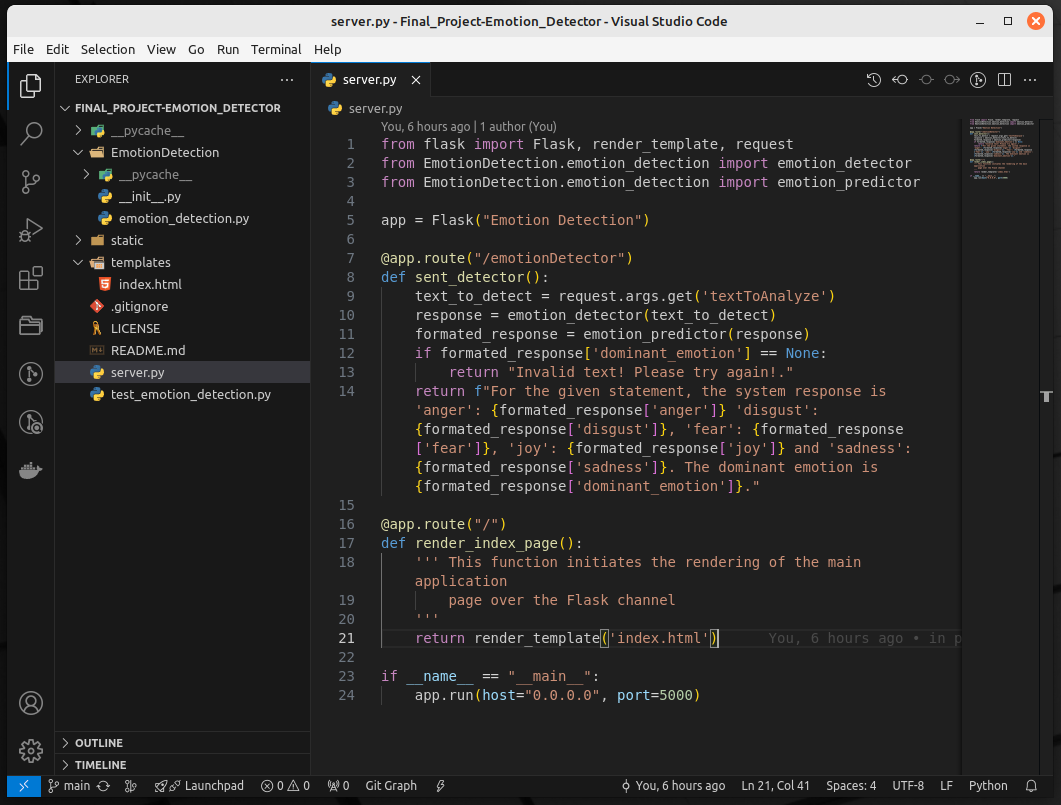 server.py - Final_Project-Emotion_Detector - Visual Studio Code
File Edit Selection View Go Run Terminal Help
EXPLORER
FINAL_PROJECT-EMOTION_DETECTOR
__pycache__
EmotionDetection
__pycache__
__init__.py
emotion_detection.py
static
templates
index.html
.gitignore
LICENSE
README.md
server.py
test_emotion_detection.py
OUTLINE
TIMELINE
server.py
server.py
You, 6 hours ago | 1 author (You)
1 from flask import Flask, render_template, request
2 from EmotionDetection.emotion_detection import emotion_detector
3 from EmotionDetection.emotion_detection import emotion_predictor
4
5 app = Flask("Emotion Detection")
6
7 @app.route("/emotionDetector")
8 def sent_detector():
9 text_to_detect = request.args.get('textToAnalyze')
10 response = emotion_detector(text_to_detect)
11 formated_response = emotion_predictor(response)
12 if formated_response['dominant_emotion'] == None:
13 return "Invalid text! Please try again!."
14 return f"For the given statement, the system response is
'anger': {formated_response['anger']} 'disgust':
{formated_response['disgust']}, 'fear': {formated_response
['fear']}, 'joy': {formated_response['joy']} and 'sadness':
{formated_response['sadness']}. The dominant emotion is
{formated_response['dominant_emotion']}."
15
16 @app.route("/")
17 def render_index_page():
18 ''' This function initiates the rendering of the main
application
19 page over the Flask channel
20 '''
21 return render_template('index.html') You, 6 hours ago • in p
22
23 if __name__ == "__main__":
24 app.run(host="0.0.0.0", port=5000)
main Launchpad 0 0 0 Git Graph You, 6 hours ago Ln 21, Col 41 Spaces: 4 UTF-8 LF Python